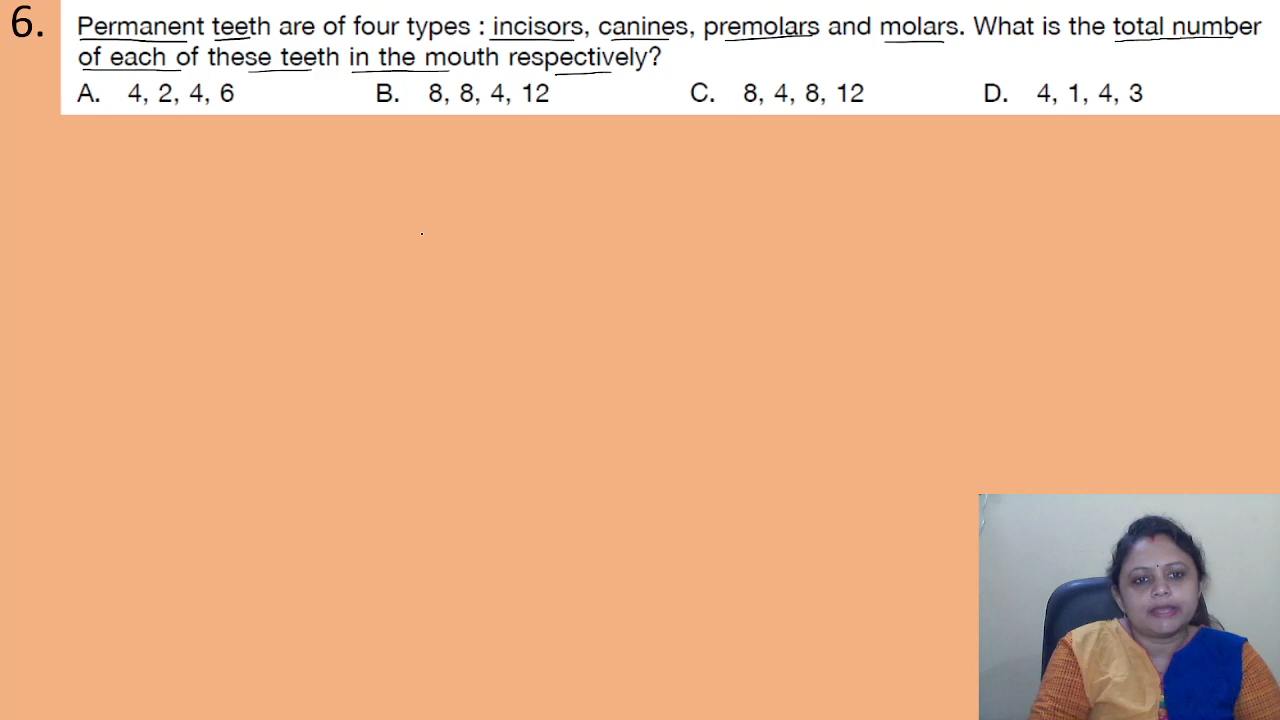 6.
Permanent teeth are of four types : incisors, canines, premolars and molars. What is the total number
of each of these teeth in the mouth respectively?
A. 4, 2, 4, 6 B. 8, 8, 4, 12 C. 8, 4, 8, 12 D. 4, 1, 4, 3